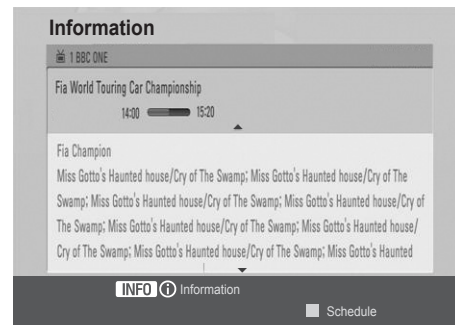 Information
1 BBC ONE
Fia World Touring Car Championship
14:00 15:20
Fia Champion
Miss Gotto's Haunted house/Cry of The Swamp; Miss Gotto's Haunted house/Cry of The
Swamp; Miss Gotto's Haunted house/Cry of The Swamp; Miss Gotto's Haunted house/Cry of
The Swamp; Miss Gotto's Haunted house/Cry of The Swamp; Miss Gotto's Haunted house/
Cry of The Swamp; Miss Gotto's Haunted house/Cry of The Swamp; Miss Gotto's Haunted
INFO i Information
Schedule